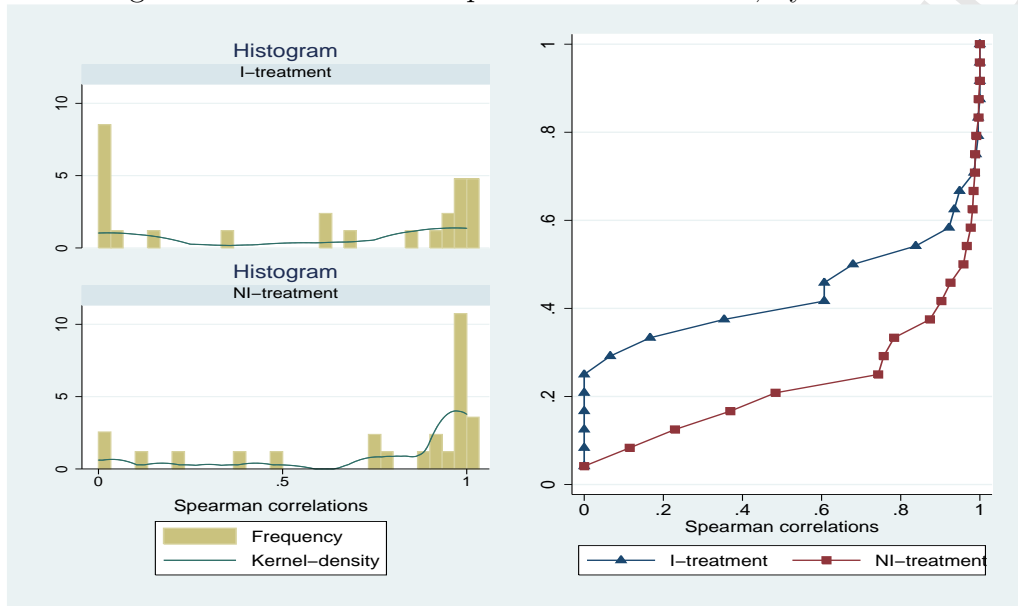 Histogram
I−treatment
10
5
0
Histogram
NI−treatment
10
5
0
0 .5 1
Spearman correlations
Frequency
Kernel−density
1
.8
.6
.4
.2
0
0 .2 .4 .6 .8 1
Spearman correlations
I−treatment NI−treatment